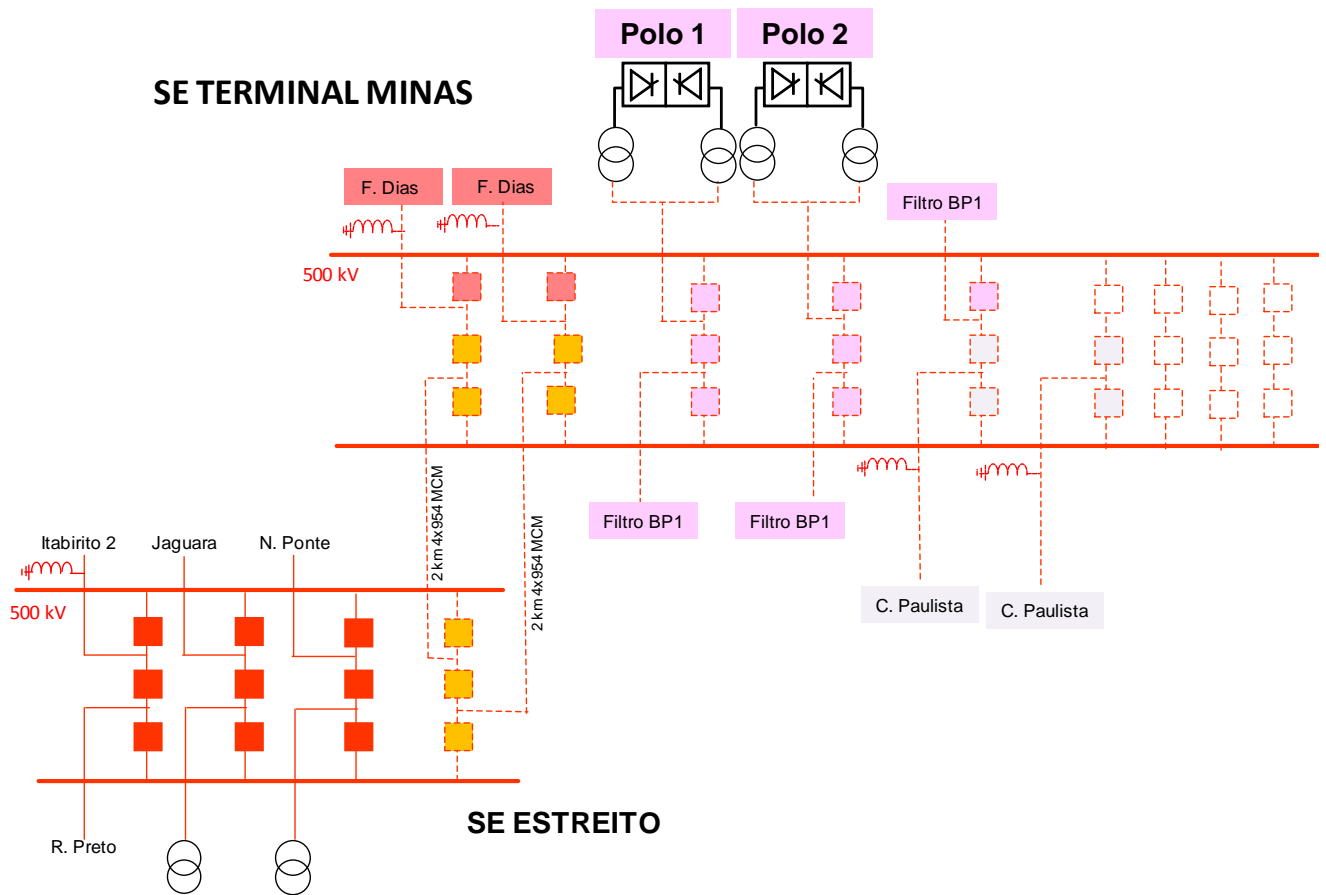 Polo 1
Polo 2
SE TERMINAL MINAS
F. Dias
F. Dias
Filtro BP1
500 kV
2 km 4x954 MCM
2 km 4x954 MCM
Filtro BP1
Filtro BP1
C. Paulista
C. Paulista
Itabirito 2
Jaguara
N. Ponte
500 kV
SE ESTREITO
R. Preto